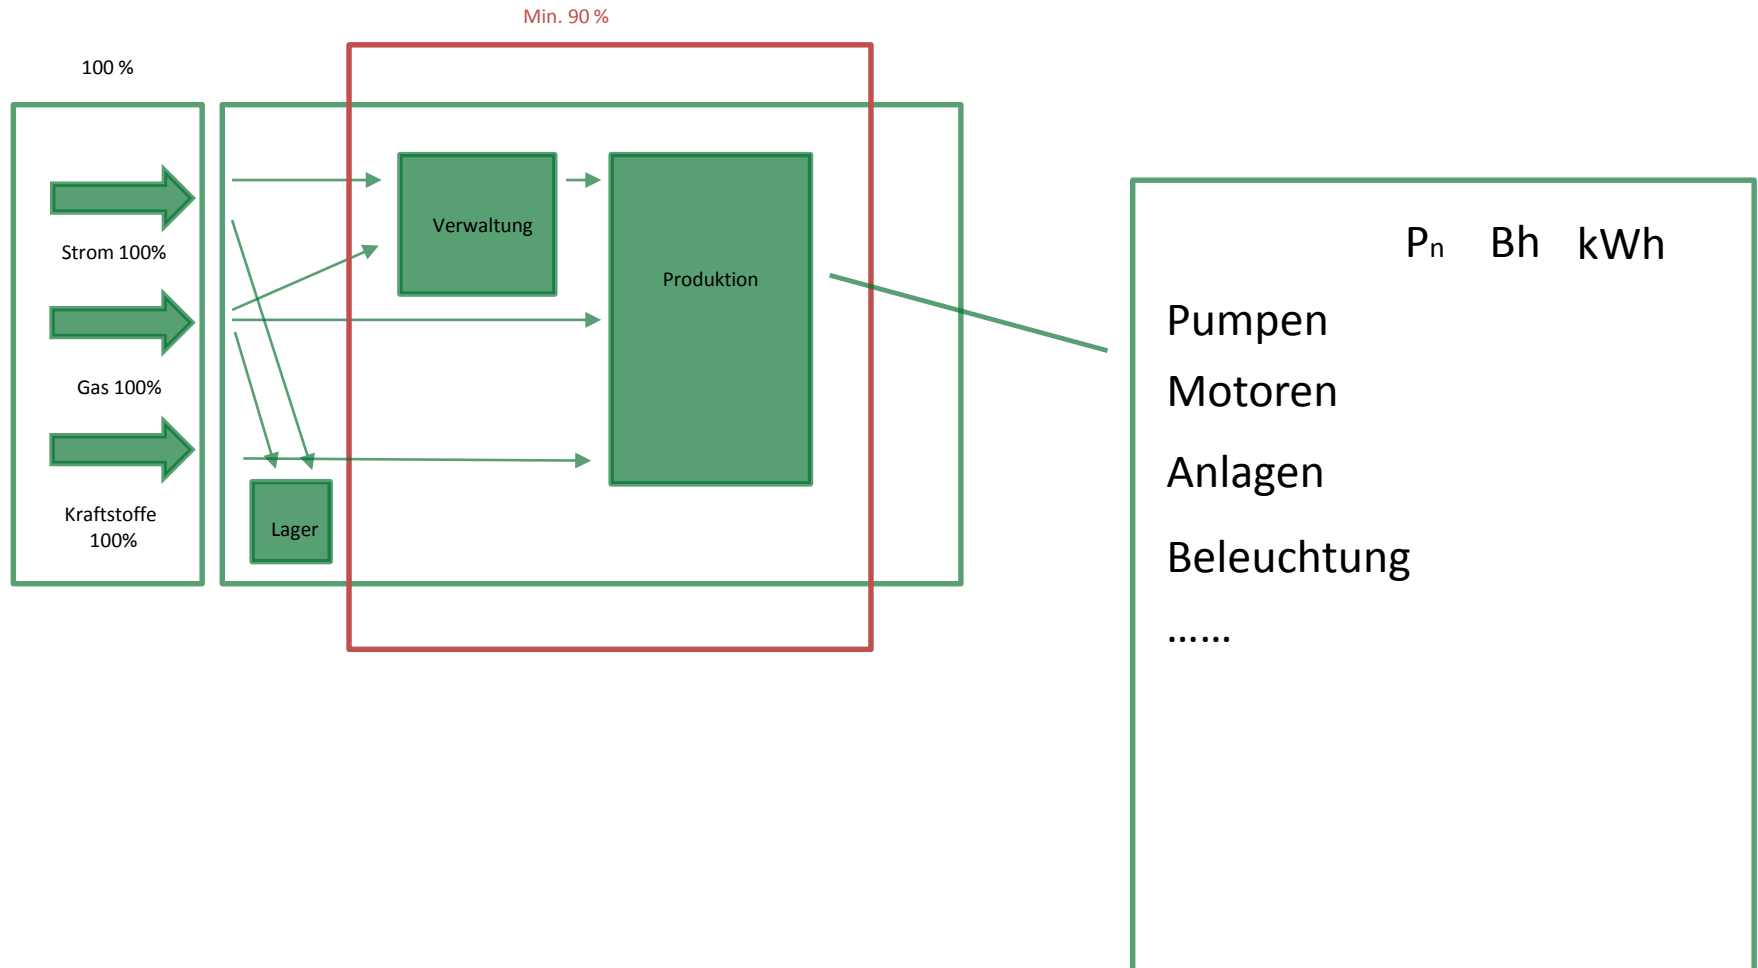 Min. 90 %
100 %
Strom 100%
Gas 100%
Kraftstoffe
100%
Verwaltung
Produktion
Lager
Pn Bh kWh
Pumpen
Motoren
Anlagen
Beleuchtung
……